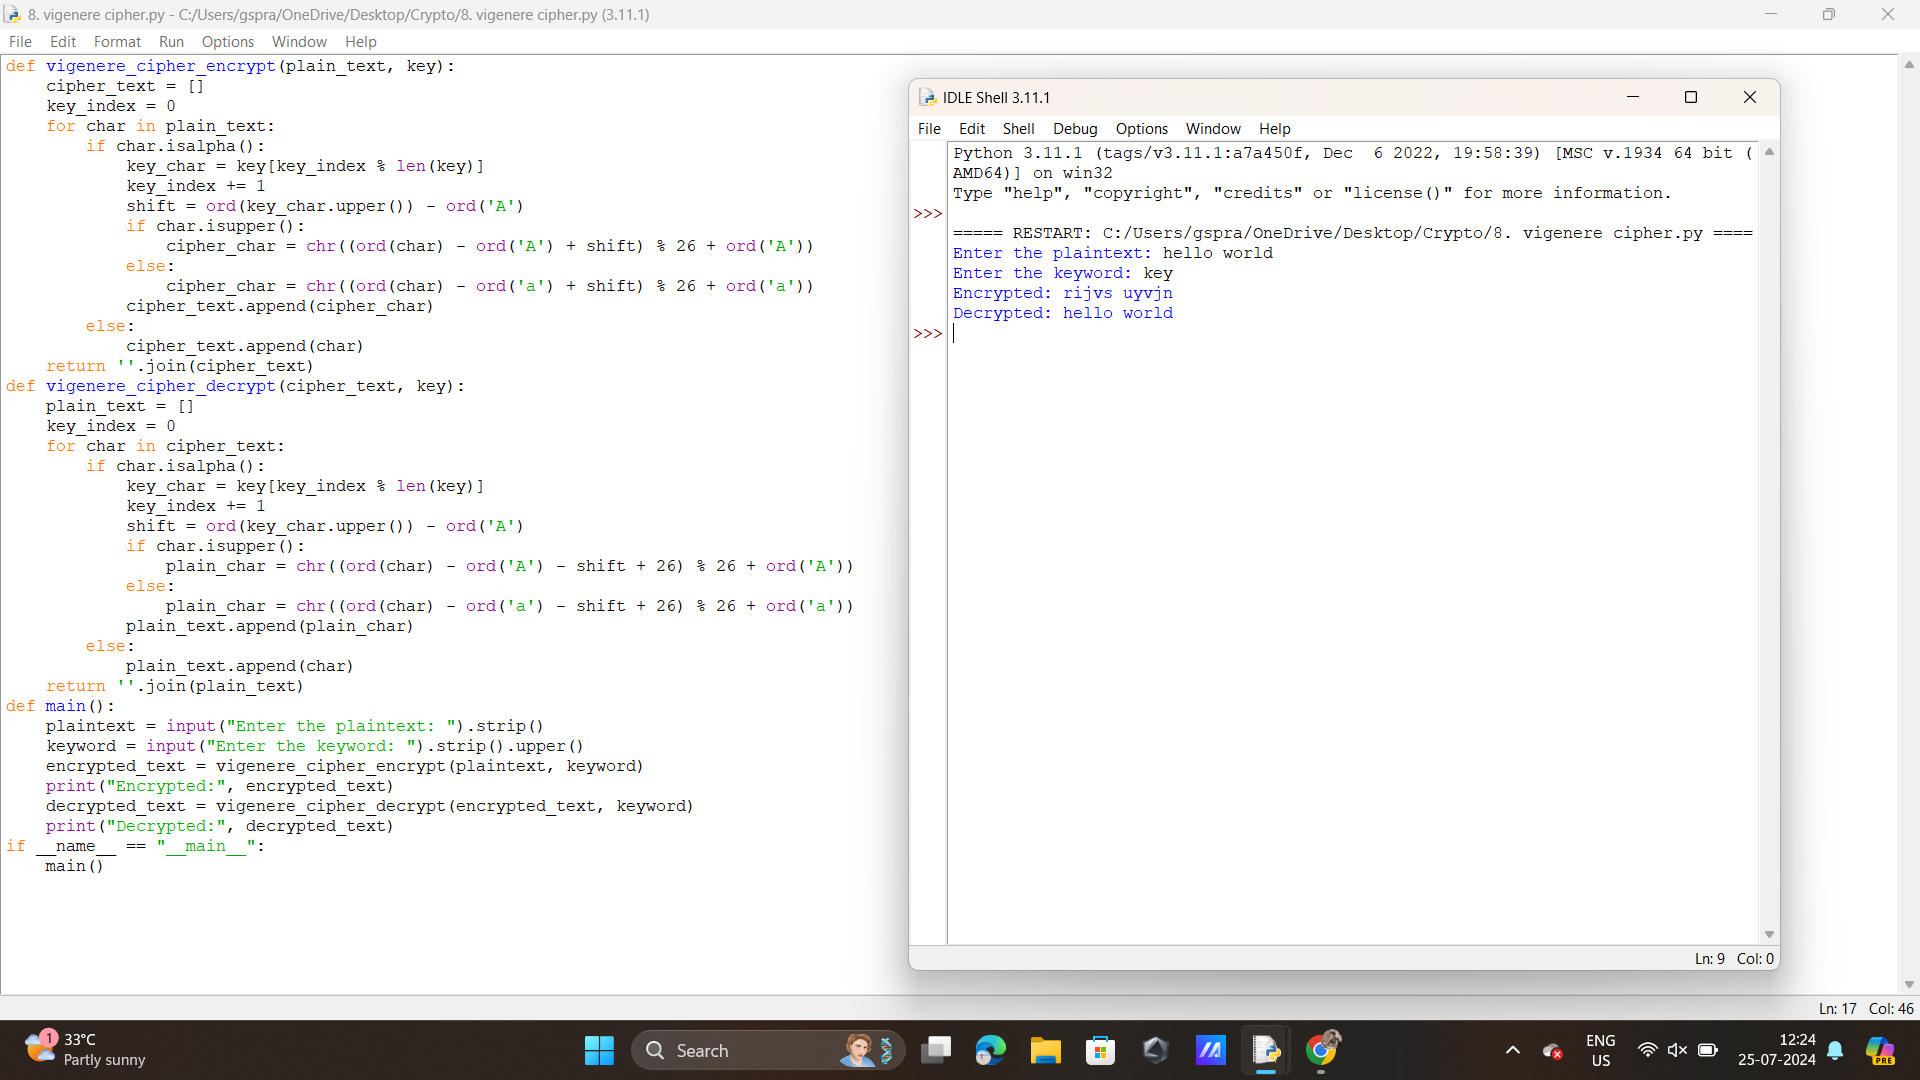 8. vigenere cipher.py - C:/Users/gspra/OneDrive/Desktop/Crypto/8. vigenere cipher.py (3.11.1)
File Edit Format Run Options Window Help
def vigenere_cipher_encrypt(plain_text, key):
    cipher_text = []
    key_index = 0
    for char in plain_text:
        if char.isalpha():
            key_char = key[key_index % len(key)]
            key_index += 1
            shift = ord(key_char.upper()) - ord('A')
            if char.isupper():
                cipher_char = chr((ord(char) - ord('A') + shift) % 26 + ord('A'))
            else:
                cipher_char = chr((ord(char) - ord('a') + shift) % 26 + ord('a'))
            cipher_text.append(cipher_char)
        else:
            cipher_text.append(char)
    return ''.join(cipher_text)
def vigenere_cipher_decrypt(cipher_text, key):
    plain_text = []
    key_index = 0
    for char in cipher_text:
        if char.isalpha():
            key_char = key[key_index % len(key)]
            key_index += 1
            shift = ord(key_char.upper()) - ord('A')
            if char.isupper():
                plain_char = chr((ord(char) - ord('A') - shift + 26) % 26 + ord('A'))
            else:
                plain_char = chr((ord(char) - ord('a') - shift + 26) % 26 + ord('a'))
            plain_text.append(plain_char)
        else:
            plain_text.append(char)
    return ''.join(plain_text)
def main():
    plaintext = input("Enter the plaintext: ").strip()
    keyword = input("Enter the keyword: ").strip().upper()
    encrypted_text = vigenere_cipher_encrypt(plaintext, keyword)
    print("Encrypted:", encrypted_text)
    decrypted_text = vigenere_cipher_decrypt(encrypted_text, keyword)
    print("Decrypted:", decrypted_text)
if __name__ == "__main__":
    main()
IDLE Shell 3.11.1
File Edit Shell Debug Options Window Help
Python 3.11.1 (tags/v3.11.1:a7a450f, Dec  6 2022, 19:58:39) [MSC v.1934 64 bit (
AMD64)] on win32
Type "help", "copyright", "credits" or "license()" for more information.
>>>
===== RESTART: C:/Users/gspra/OneDrive/Desktop/Crypto/8. vigenere cipher.py ====
Enter the plaintext: hello world
Enter the keyword: key
Encrypted: rijvs uyvjn
Decrypted: hello world
>>>
Ln: 9 Col: 0
Ln: 17 Col: 46
1
33°C
Partly sunny
Search
ENG
US
12:24
25-07-2024
PRE